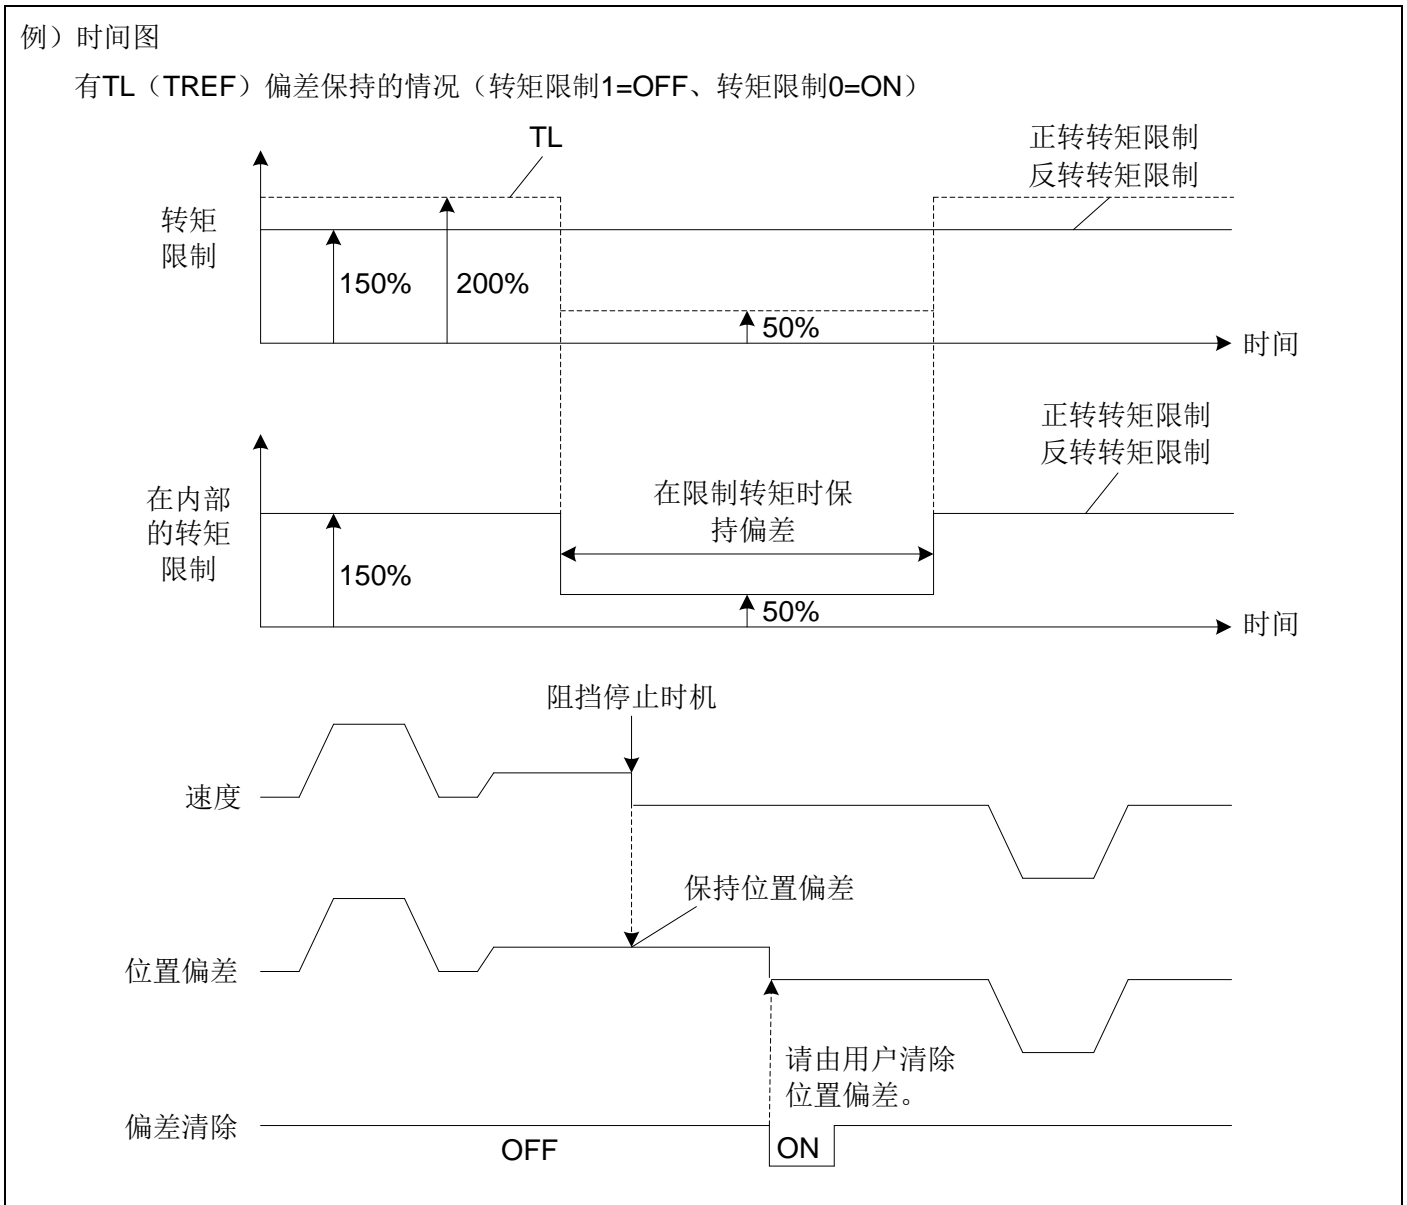 例）时间图
有TL（TREF）偏差保持的情况（转矩限制1=OFF、转矩限制0=ON）
TL
正转转矩限制
反转转矩限制
转矩
限制
150%
200%
50%
时间
正转转矩限制
反转转矩限制
在内部
的转矩
限制
在限制转矩时保
持偏差
150%
50%
时间
阻挡停止时机
速度
保持位置偏差
位置偏差
请由用户清除
位置偏差。
偏差清除
OFF
ON